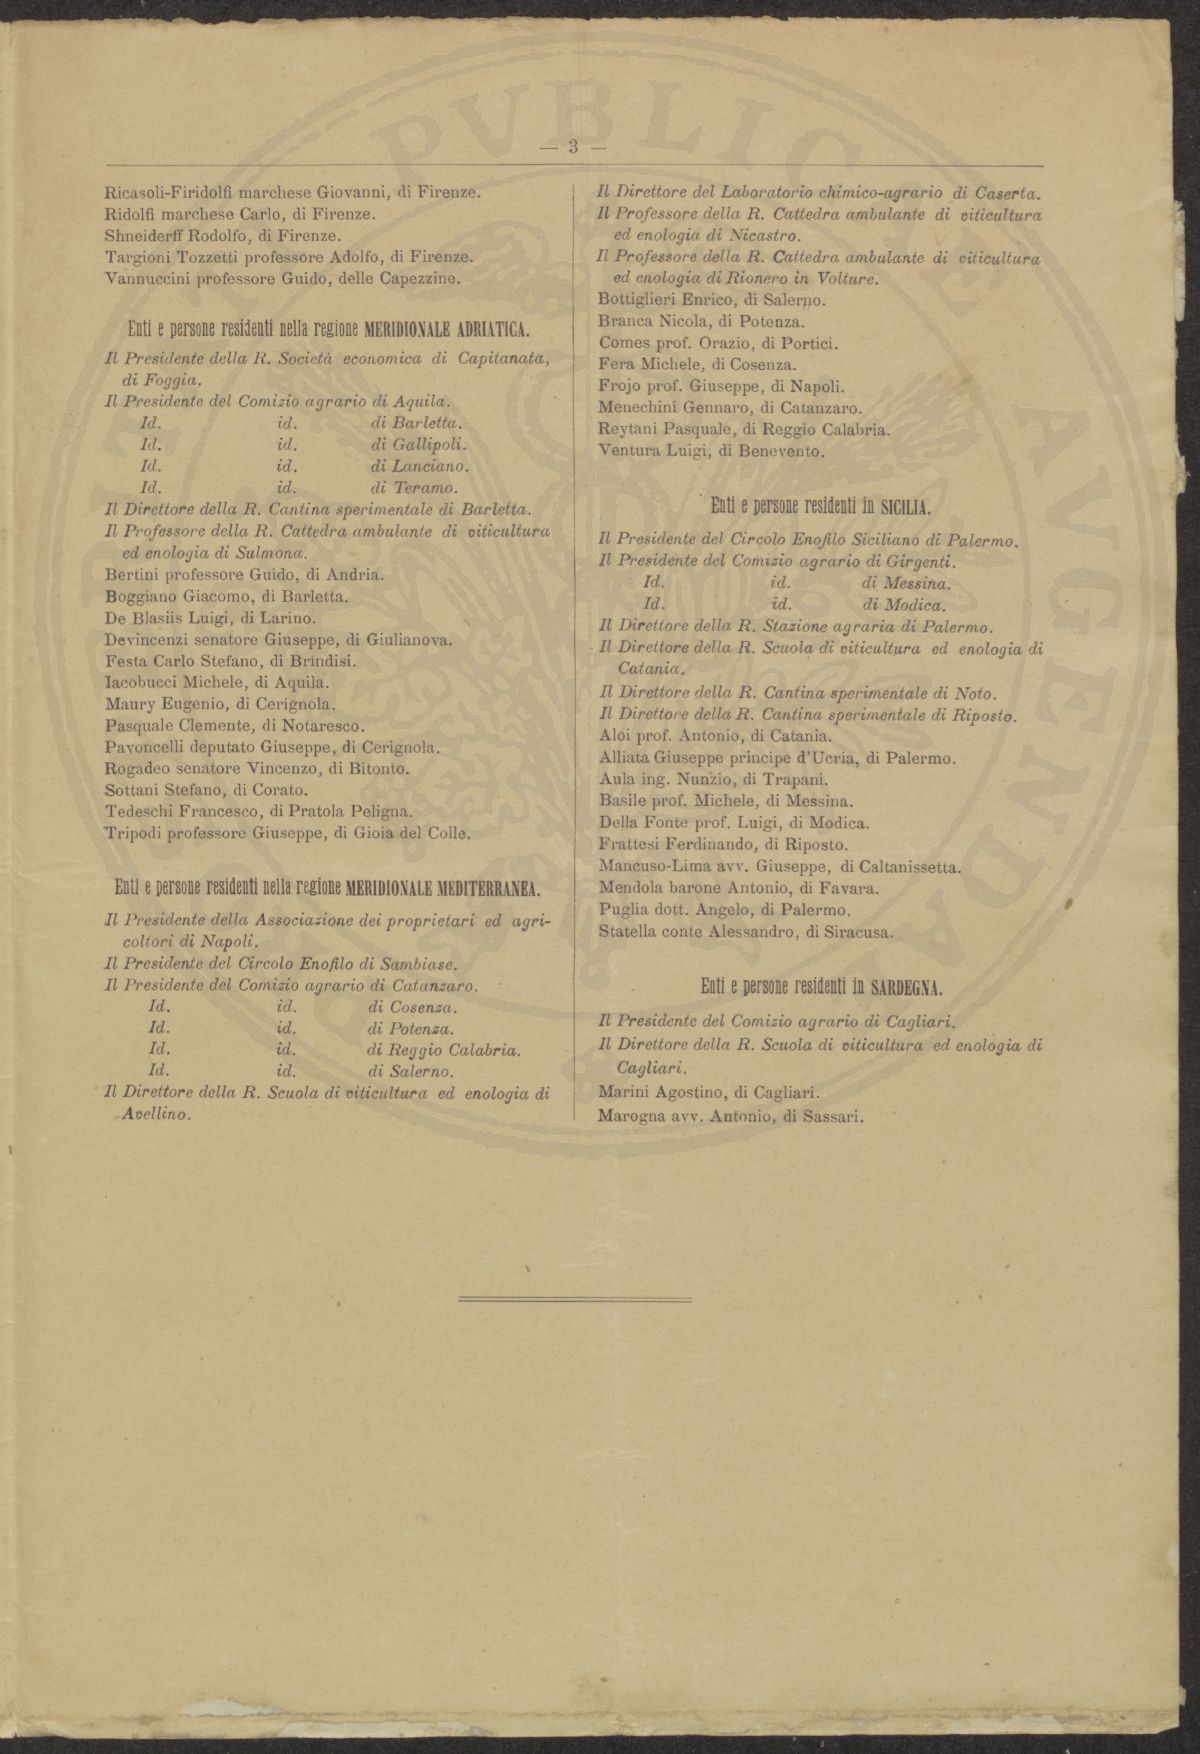 — 3 —
Ricasoli-Firidolfi marchese Giovanni, di Firenze.
Ridolfi marchese Carlo, di Firenze.
Shneiderff Rodolfo, di Firenze.
Targioni Tozzetti professore Adolfo, di Firenze.
Vannuccini professore Guido, delle Capezzine.
Enti e persone residenti nella regione MERIDIONALE ADRIATICA.
Il Presidente della R. Società economica di Capitanata,
di Foggia.
Il Presidente del Comizio agrario di Aquila.
Id. id. di Barletta.
Id. id. di Gallipoli.
Id. id. di Lanciano.
Id. id. di Teramo.
Il Direttore della R. Cantina sperimentale di Barletta.
Il Professore della R. Cattedra ambulante di viticultura
ed enologia di Sulmona.
Bertini professore Guido, di Andria.
Boggiano Giacomo, di Barletta.
De Blasiis Luigi, di Larino.
Devincenzi senatore Giuseppe, di Giulianova.
Festa Carlo Stefano, di Brindisi.
Iacobucci Michele, di Aquila.
Maury Eugenio, di Cerignola.
Pasquale Clemente, di Notaresco.
Pavoncelli deputato Giuseppe, di Cerignola.
Rogadeo senatore Vincenzo, di Bitonto.
Sottani Stefano, di Corato.
Tedeschi Francesco, di Pratola Peligna.
Tripodi professore Giuseppe, di Gioia del Colle.
Enti e persone residenti nella regione MERIDIONALE MEDITERRANEA.
Il Presidente della Associazione dei proprietari ed agri-
coltori di Napoli.
Il Presidente del Circolo Enofilo di Sambiase.
Il Presidente del Comizio agrario di Catanzaro.
Id. id. di Cosenza.
Id. id. di Potenza.
Id. id. di Reggio Calabria.
Id. id. di Salerno.
Il Direttore della R. Scuola di viticultura ed enologia di
Avellino.
Il Direttore del Laboratorio chimico-agrario di Caserta.
Il Professore della R. Cattedra ambulante di viticultura
ed enologia di Nicastro.
Il Professore della R. Cattedra ambulante di viticultura
ed enologia di Rionero in Volture.
Bottiglieri Enrico, di Salerno.
Branca Nicola, di Potenza.
Comes prof. Orazio, di Portici.
Fera Michele, di Cosenza.
Frojo prof. Giuseppe, di Napoli.
Menechini Gennaro, di Catanzaro.
Reytani Pasquale, di Reggio Calabria.
Ventura Luigi, di Benevento.
Enti e persone residenti in SICILIA.
Il Presidente del Circolo Enofilo Siciliano di Palermo.
Il Presidente del Comizio agrario di Girgenti.
Id. id. di Messina.
Id. id. di Modica.
Il Direttore della R. Stazione agraria di Palermo.
Il Direttore della R. Scuola di viticultura ed enologia di
Catania.
Il Direttore della R. Cantina sperimentale di Noto.
Il Direttore della R. Cantina sperimentale di Riposto.
Aloi prof. Antonio, di Catania.
Alliata Giuseppe principe d'Ucria, di Palermo.
Aula ing. Nunzio, di Trapani.
Basile prof. Michele, di Messina.
Della Fonte prof. Luigi, di Modica.
Frattesi Ferdinando, di Riposto.
Mancuso-Lima avv. Giuseppe, di Caltanissetta.
Mendola barone Antonio, di Favara.
Puglia dott. Angelo, di Palermo.
Statella conte Alessandro, di Siracusa.
Enti e persone residenti in SARDEGNA.
Il Presidente del Comizio agrario di Cagliari.
Il Direttore della R. Scuola di viticultura ed enologia di
Cagliari.
Marini Agostino, di Cagliari.
Marogna avv. Antonio, di Sassari.